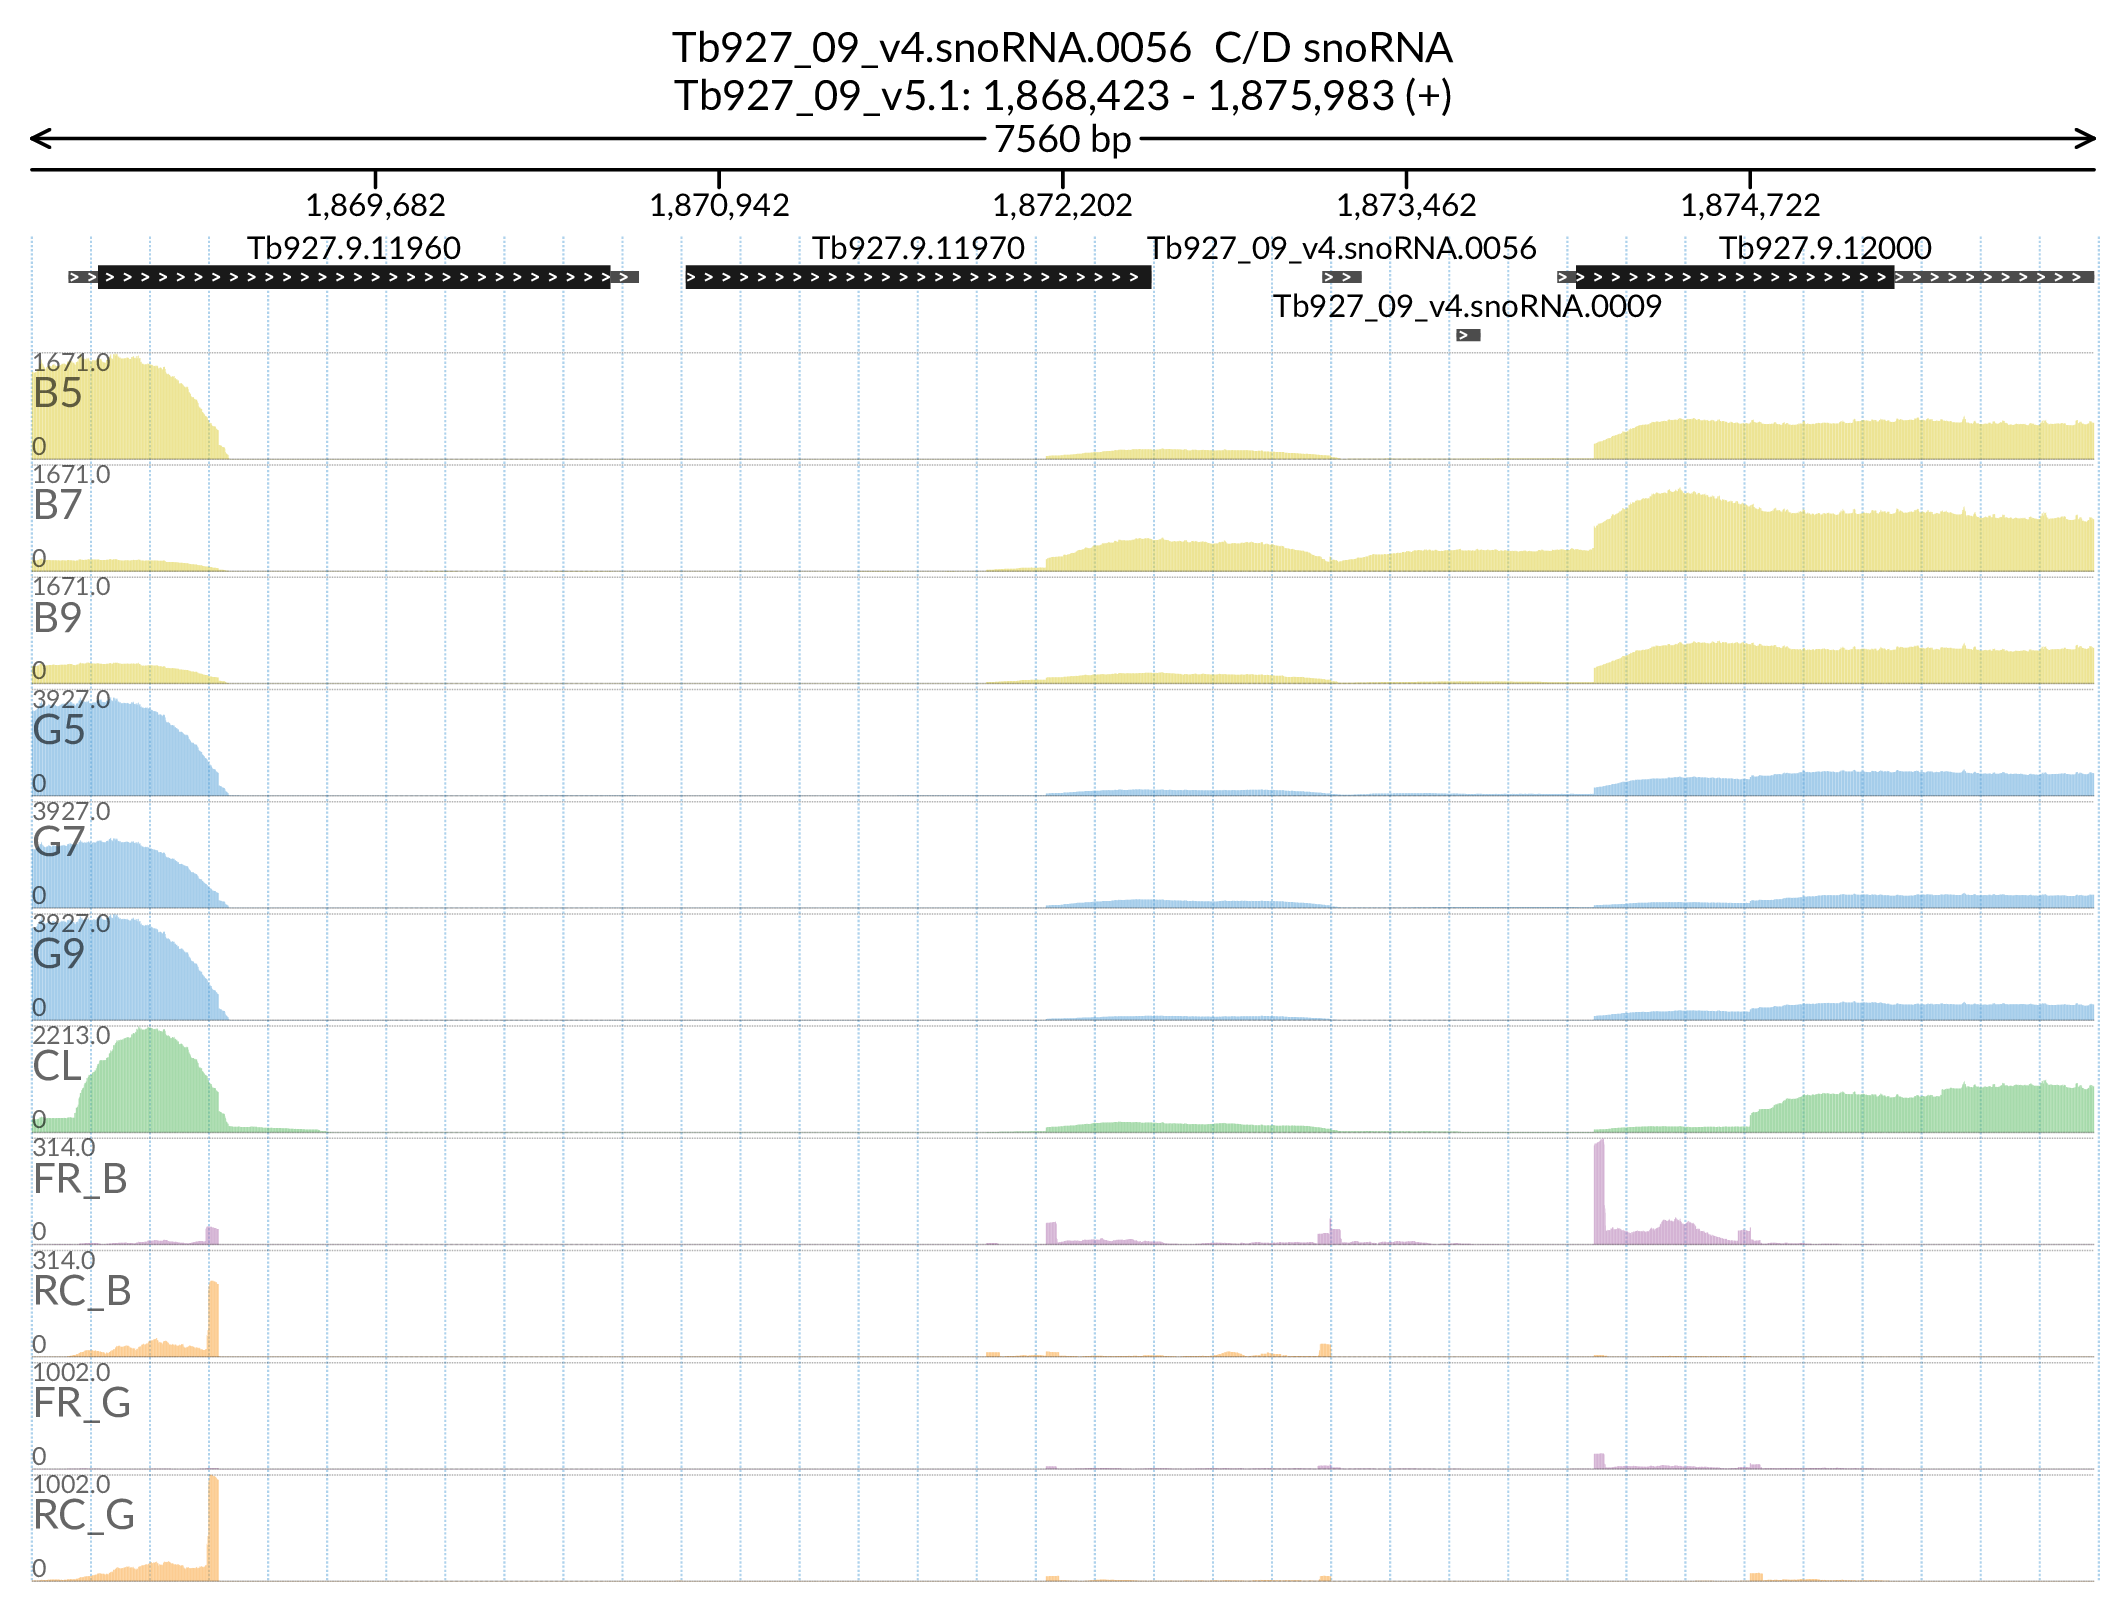 Tb927_09_v4.snoRNA.0056  C/D snoRNA
Tb927_09_v5.1: 1,868,423 - 1,875,983 (+)
7560 bp
1,869,682 1,870,942 1,872,202 1,873,462 1,874,722
Tb927.9.11960 Tb927.9.11970 Tb927_09_v4.snoRNA.0056 Tb927.9.12000
Tb927_09_v4.snoRNA.0009
1671.0
B5
0
1671.0
B7
0
1671.0
B9
0
3927.0
G5
0
3927.0
G7
0
3927.0
G9
0
2213.0
CL
0
314.0
FR_B
0
314.0
RC_B
0
1002.0
FR_G
0
1002.0
RC_G
0